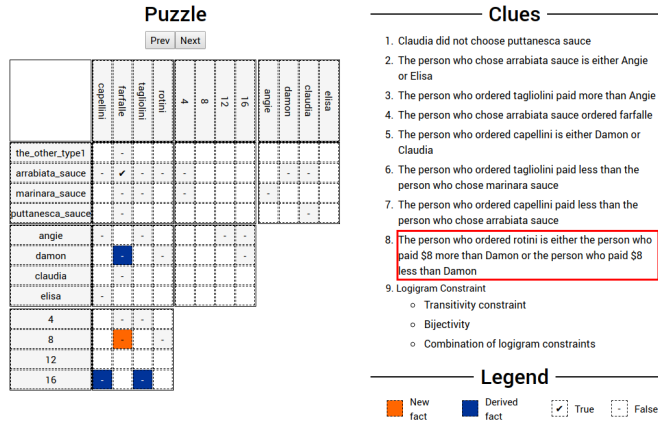 Puzzle
Prev Next
capellini farfalle tagliolini rotini 4 8 12 16 angie damon claudia elisa
the_other_type1 -
arrabiata_sauce - ✔ - - - - -
marinara_sauce - - - -
puttanesca_sauce - -
angie - - - -
damon - -
claudia -
elisa -
4 - -
8 - -
12
16 - -
Clues
1. Claudia did not choose puttanesca sauce
2. The person who chose arrabiata sauce is either Angie
or Elisa
3. The person who ordered tagliolini paid more than Angie
4. The person who chose arrabiata sauce ordered farfalle
5. The person who ordered capellini is either Damon or
Claudia
6. The person who ordered tagliolini paid less than the
person who chose marinara sauce
7. The person who ordered capellini paid less than the
person who chose arrabiata sauce
8. The person who ordered rotini is either the person who
paid $8 more than Damon or the person who paid $8
less than Damon
9. Logigram Constraint
Transitivity constraint
Bijectivity
Combination of logigram constraints
Legend
- New
fact
- Derived
fact
✔ True
- False